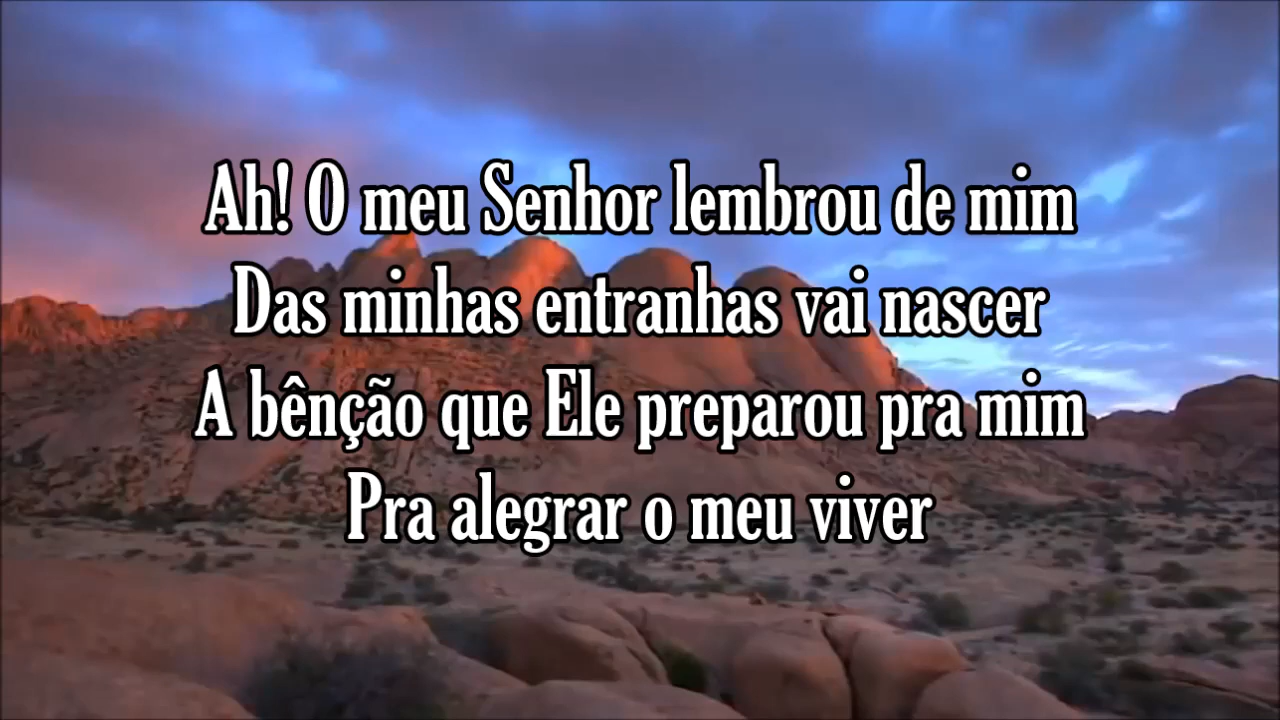 Ah! O meu Senhor lembrou de mim
Das minhas entranhas vai nascer
A bênção que Ele preparou pra mim
Pra alegrar o meu viver